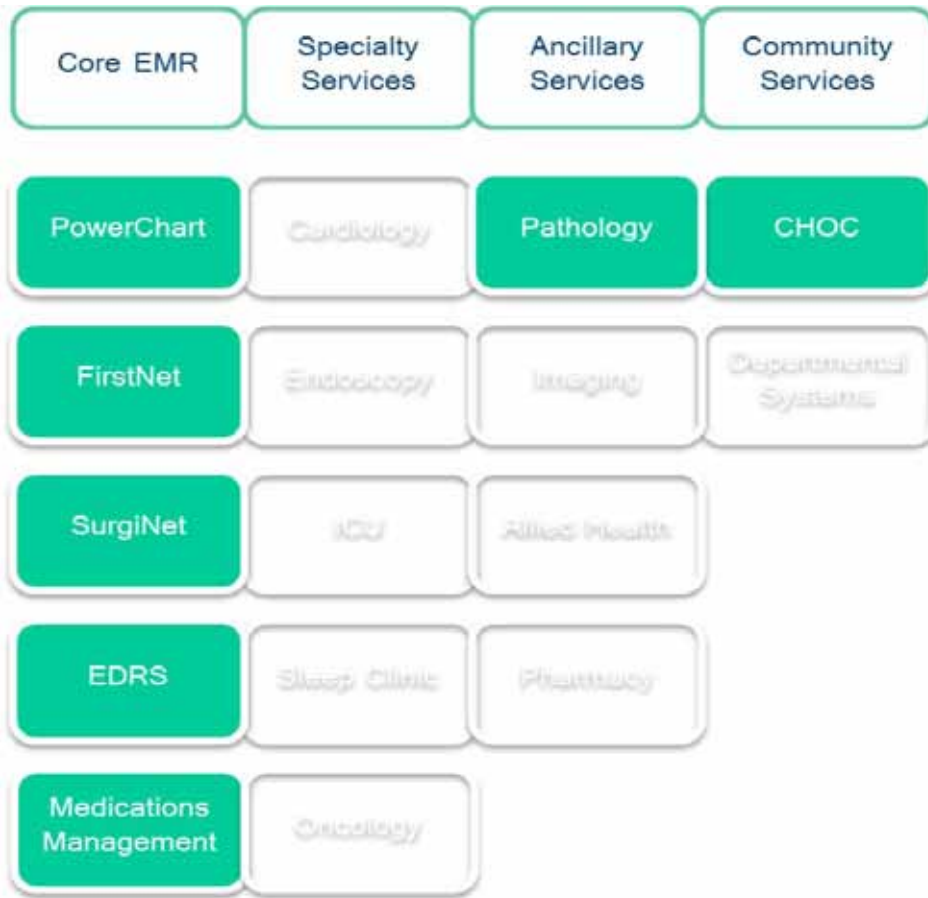 Core EMR
Specialty
Services
Ancillary
Services
Community
Services
PowerChart
Cardiology
Pathology
CHOC
FirstNet
Endoscopy
Imaging
Departmental
Systems
SurgiNet
ICU
Allied Health
EDRS
Sleep Clinic
Pharmacy
Medications
Management
Oncology